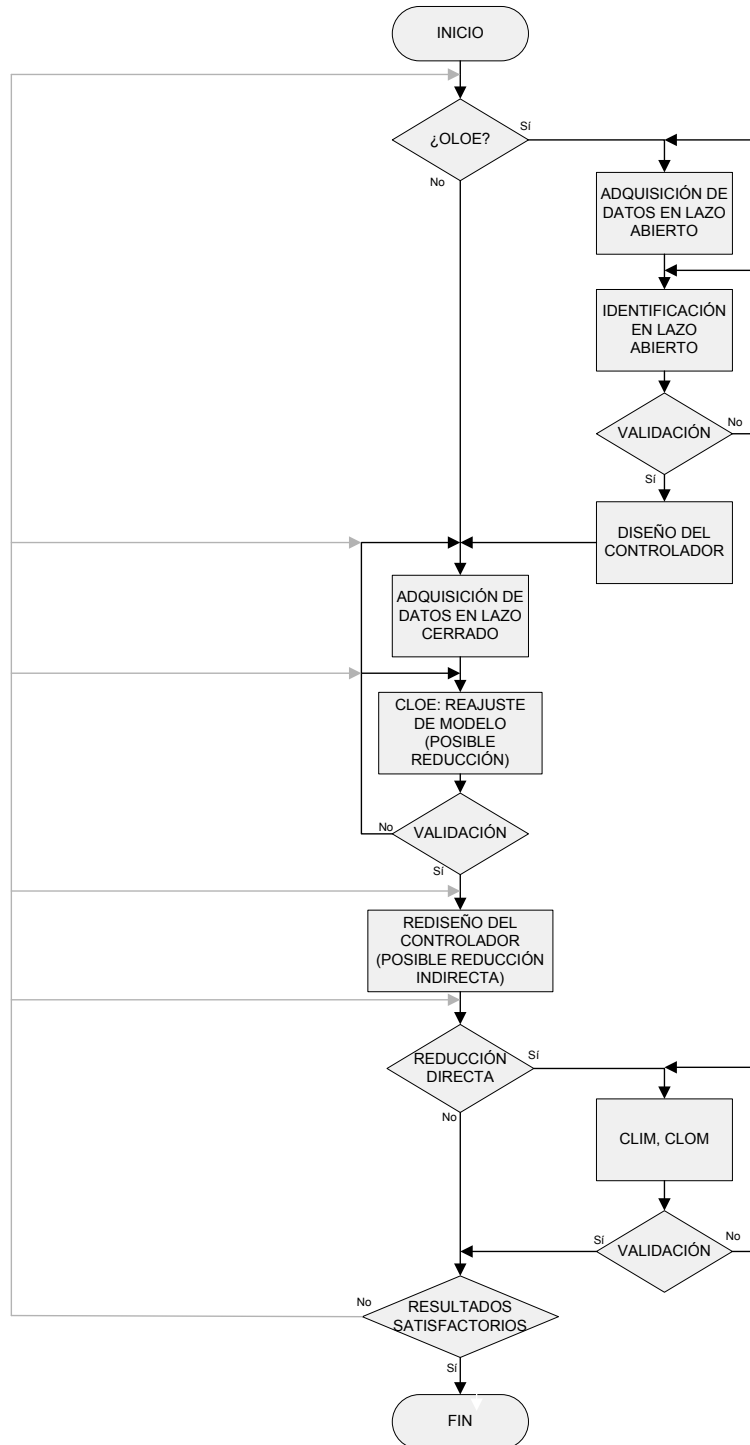 INICIO
¿OLOE?
Sí
No
ADQUISICIÓN DE
DATOS EN LAZO
ABIERTO
IDENTIFICACIÓN
EN LAZO
ABIERTO
VALIDACIÓN
No
Sí
DISEÑO DEL
CONTROLADOR
ADQUISICIÓN DE
DATOS EN LAZO
CERRADO
CLOE: REAJUSTE
DE MODELO
(POSIBLE
REDUCCIÓN)
VALIDACIÓN
No
Sí
REDISEÑO DEL
CONTROLADOR
(POSIBLE REDUCCIÓN
INDIRECTA)
REDUCCIÓN
DIRECTA
Sí
No
CLIM, CLOM
VALIDACIÓN
Sí
No
RESULTADOS
SATISFACTORIOS
No
Sí
FIN